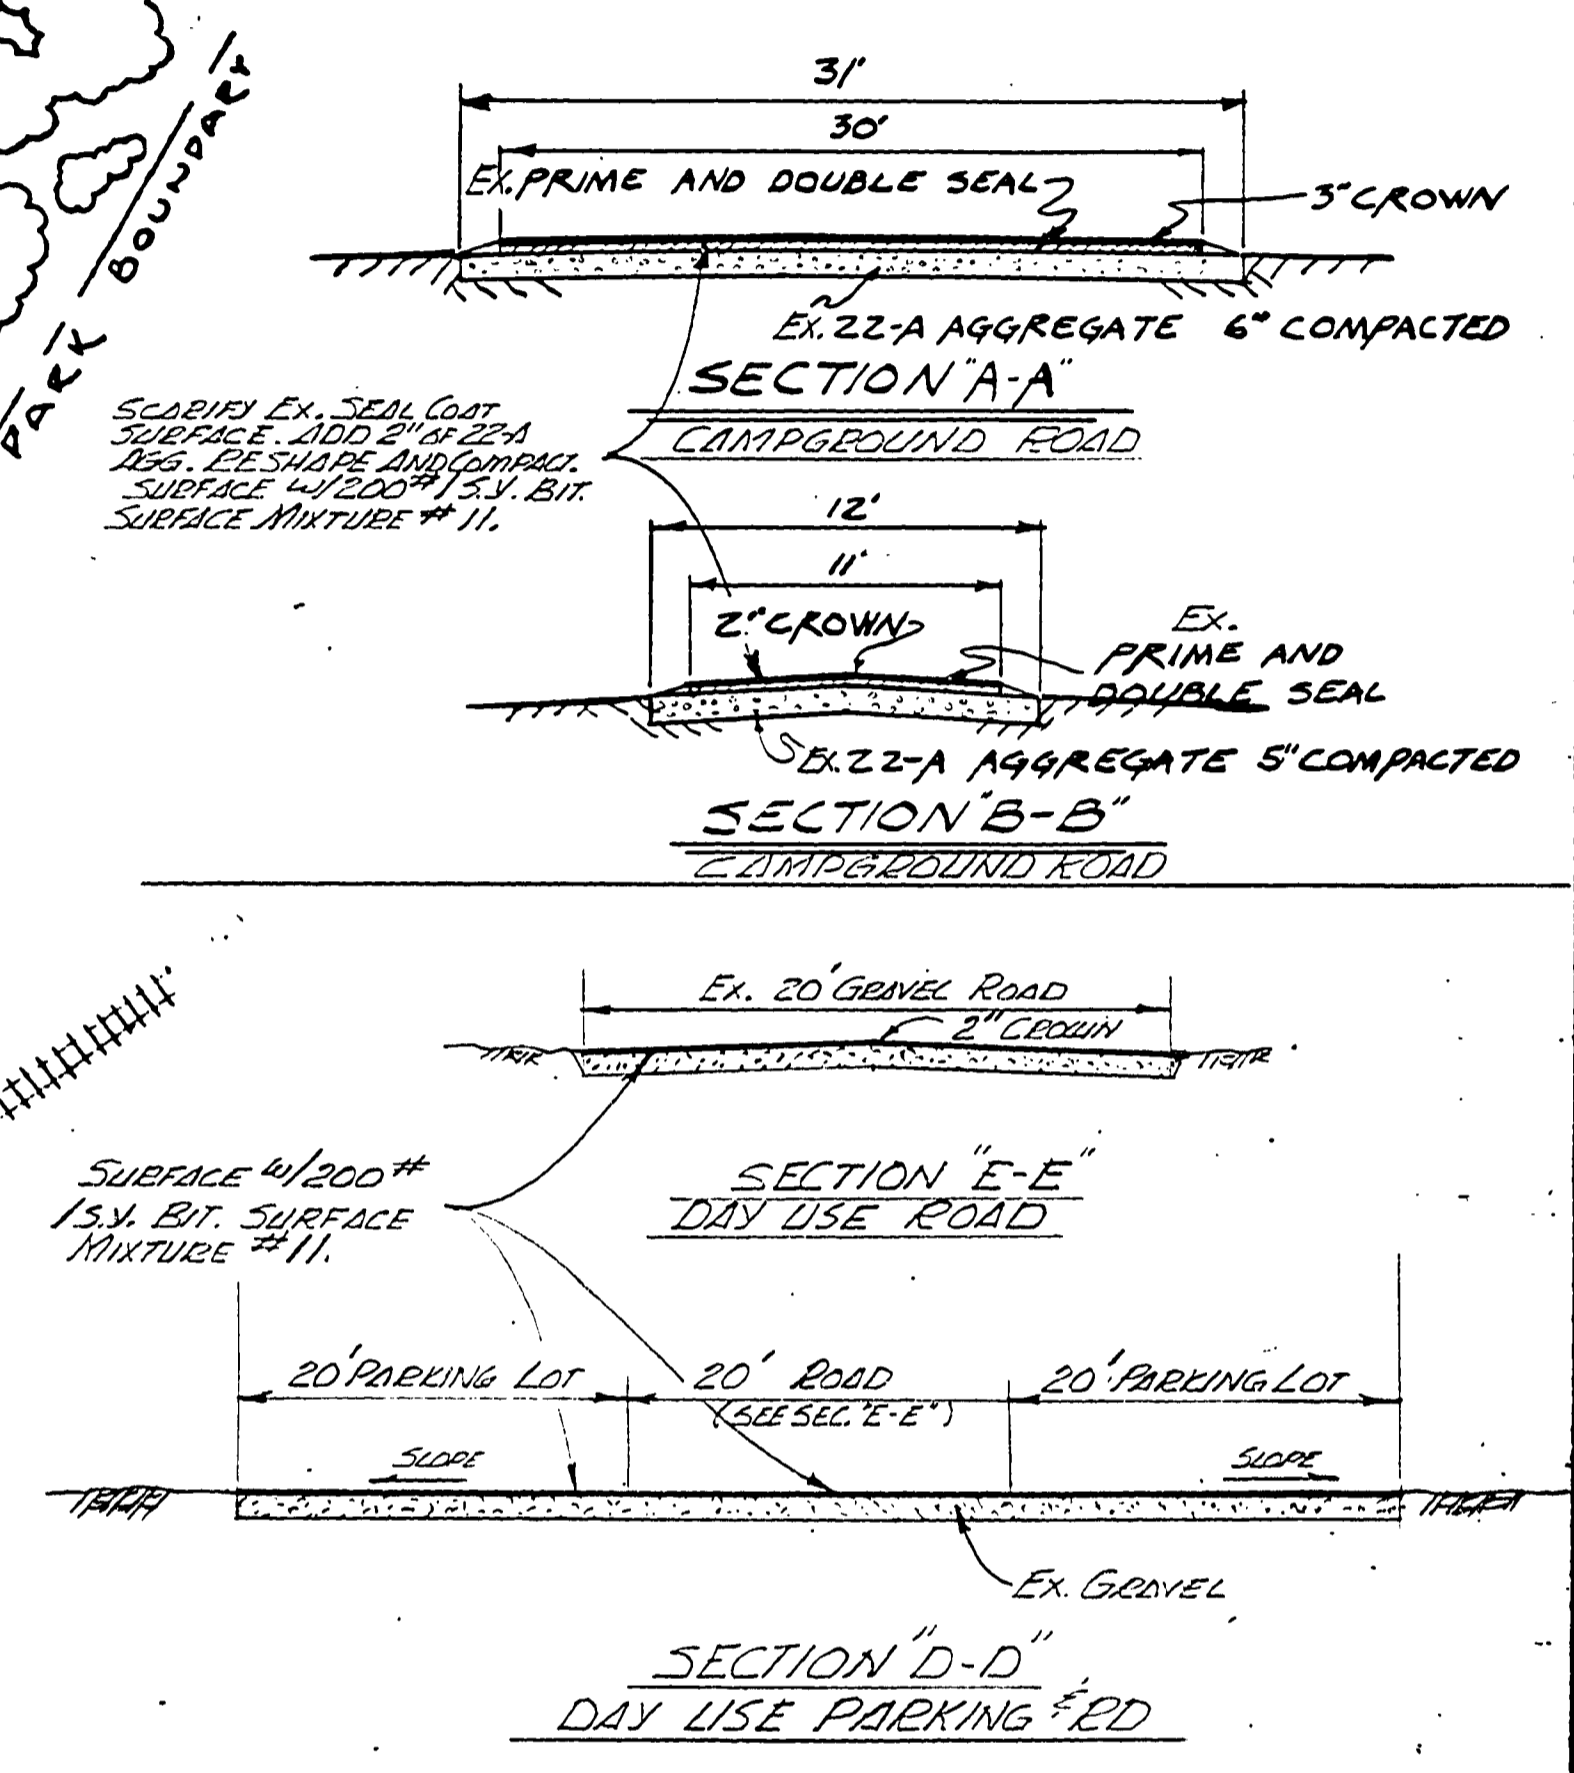 PARK BOUNDARY
31'
30'
EX. PRIME AND DOUBLE SEAL
3" CROWN
EX. 22-A AGGREGATE 6" COMPACTED
SECTION "A-A"
CAMPGROUND ROAD
SCARIFY EX. SEAL COAT
SURFACE. ADD 2" OF 22-A
AGG. RESHAPE AND COMPACT.
SURFACE W/200#/S.Y. BIT.
SURFACE MIXTURE #11.
12'
11'
2" CROWN
EX.
PRIME AND
DOUBLE SEAL
EX. 22-A AGGREGATE 5" COMPACTED
SECTION "B-B"
CAMPGROUND ROAD
EX. 20' GRAVEL ROAD
2" CROWN
SECTION "E-E"
DAY USE ROAD
SURFACE W/200#
/S.Y. BIT. SURFACE
MIXTURE #11.
20' PARKING LOT
20' ROAD
(SEE SEC. "E-E")
20' PARKING LOT
SLOPE
SLOPE
EX. GRAVEL
SECTION "D-D"
DAY USE PARKING & RD